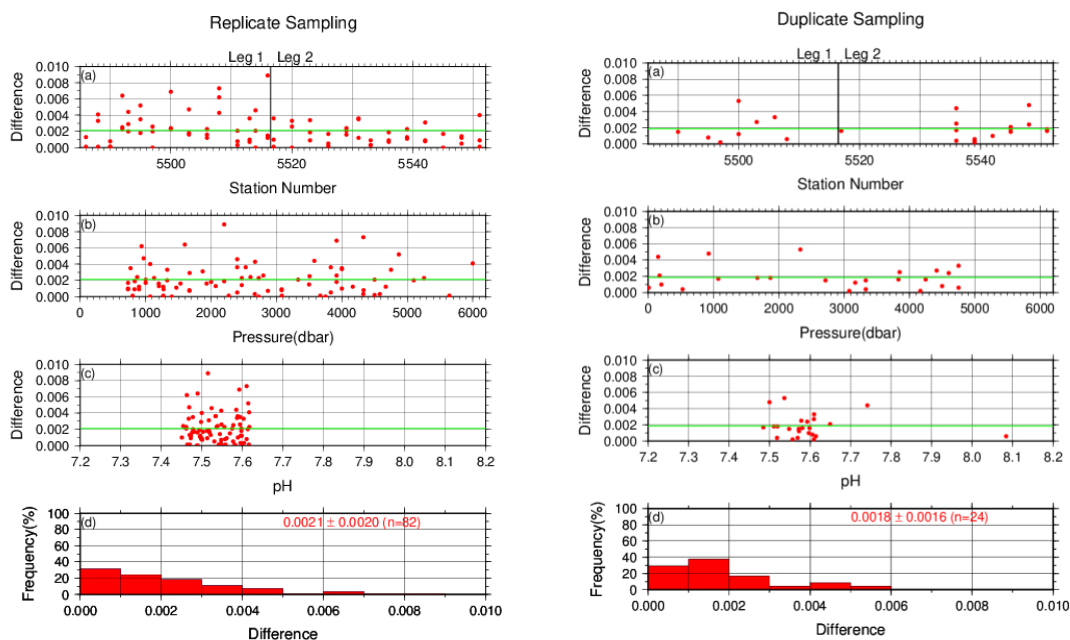 Replicate Sampling
Leg 1 Leg 2
(a)
Difference
0.010
0.008
0.006
0.004
0.002
0.000
5500 5520 5540
Station Number
(b)
Difference
0.010
0.008
0.006
0.004
0.002
0.000
0 1000 2000 3000 4000 5000 6000
Pressure(dbar)
(c)
Difference
0.010
0.008
0.006
0.004
0.002
0.000
7.2 7.3 7.4 7.5 7.6 7.7 7.8 7.9 8.0 8.1 8.2
pH
(d)
0.0021 ± 0.0020 (n=82)
Frequency(%)
100
80
60
40
20
0
0.000 0.002 0.004 0.006 0.008 0.010
Difference
Duplicate Sampling
Leg 1 Leg 2
(a)
Difference
0.010
0.008
0.006
0.004
0.002
0.000
5500 5520 5540
Station Number
(b)
Difference
0.010
0.008
0.006
0.004
0.002
0.000
0 1000 2000 3000 4000 5000 6000
Pressure(dbar)
(c)
Difference
0.010
0.008
0.006
0.004
0.002
0.000
7.2 7.3 7.4 7.5 7.6 7.7 7.8 7.9 8.0 8.1 8.2
pH
(d)
0.0018 ± 0.0016 (n=24)
Frequency(%)
100
80
60
40
20
0
0.000 0.002 0.004 0.006 0.008 0.010
Difference